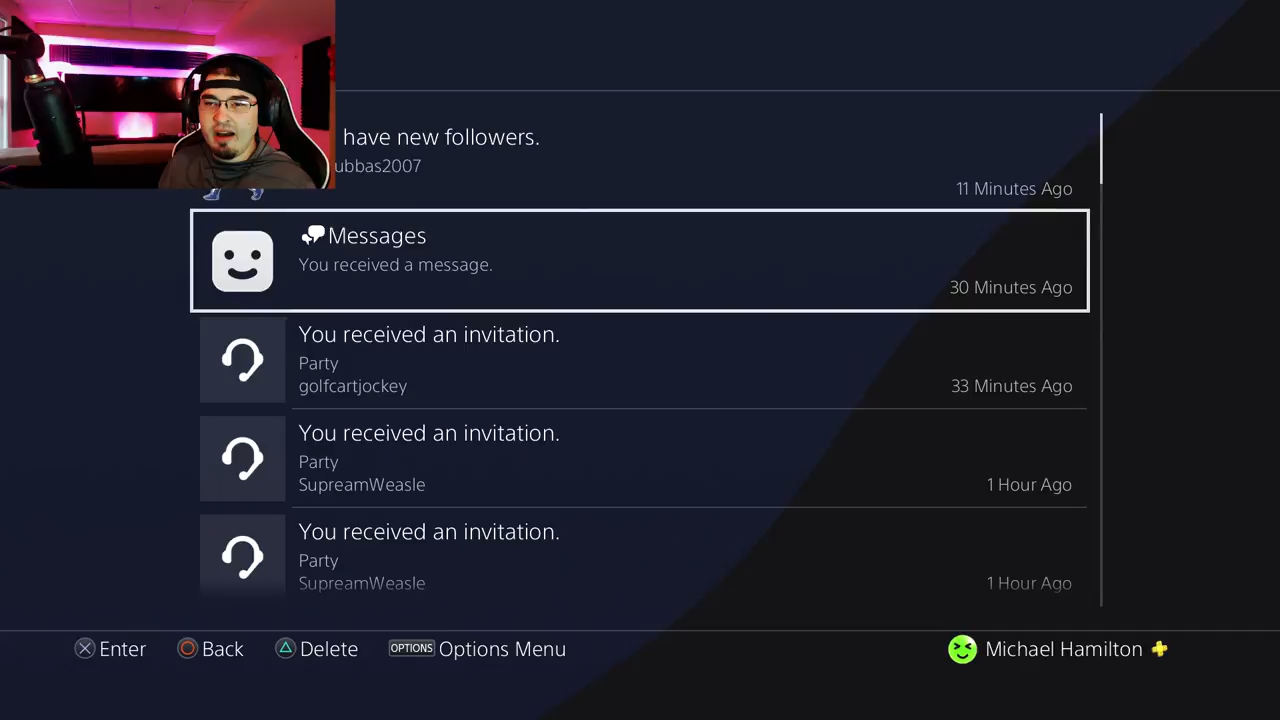 have new followers.
ubbas2007
11 Minutes Ago
Messages
You received a message.
30 Minutes Ago
You received an invitation.
Party
golfcartjockey
33 Minutes Ago
You received an invitation.
Party
SupreamWeasle
1 Hour Ago
You received an invitation.
Party
SupreamWeasle
1 Hour Ago
Enter Back Delete OPTIONS Options Menu Michael Hamilton